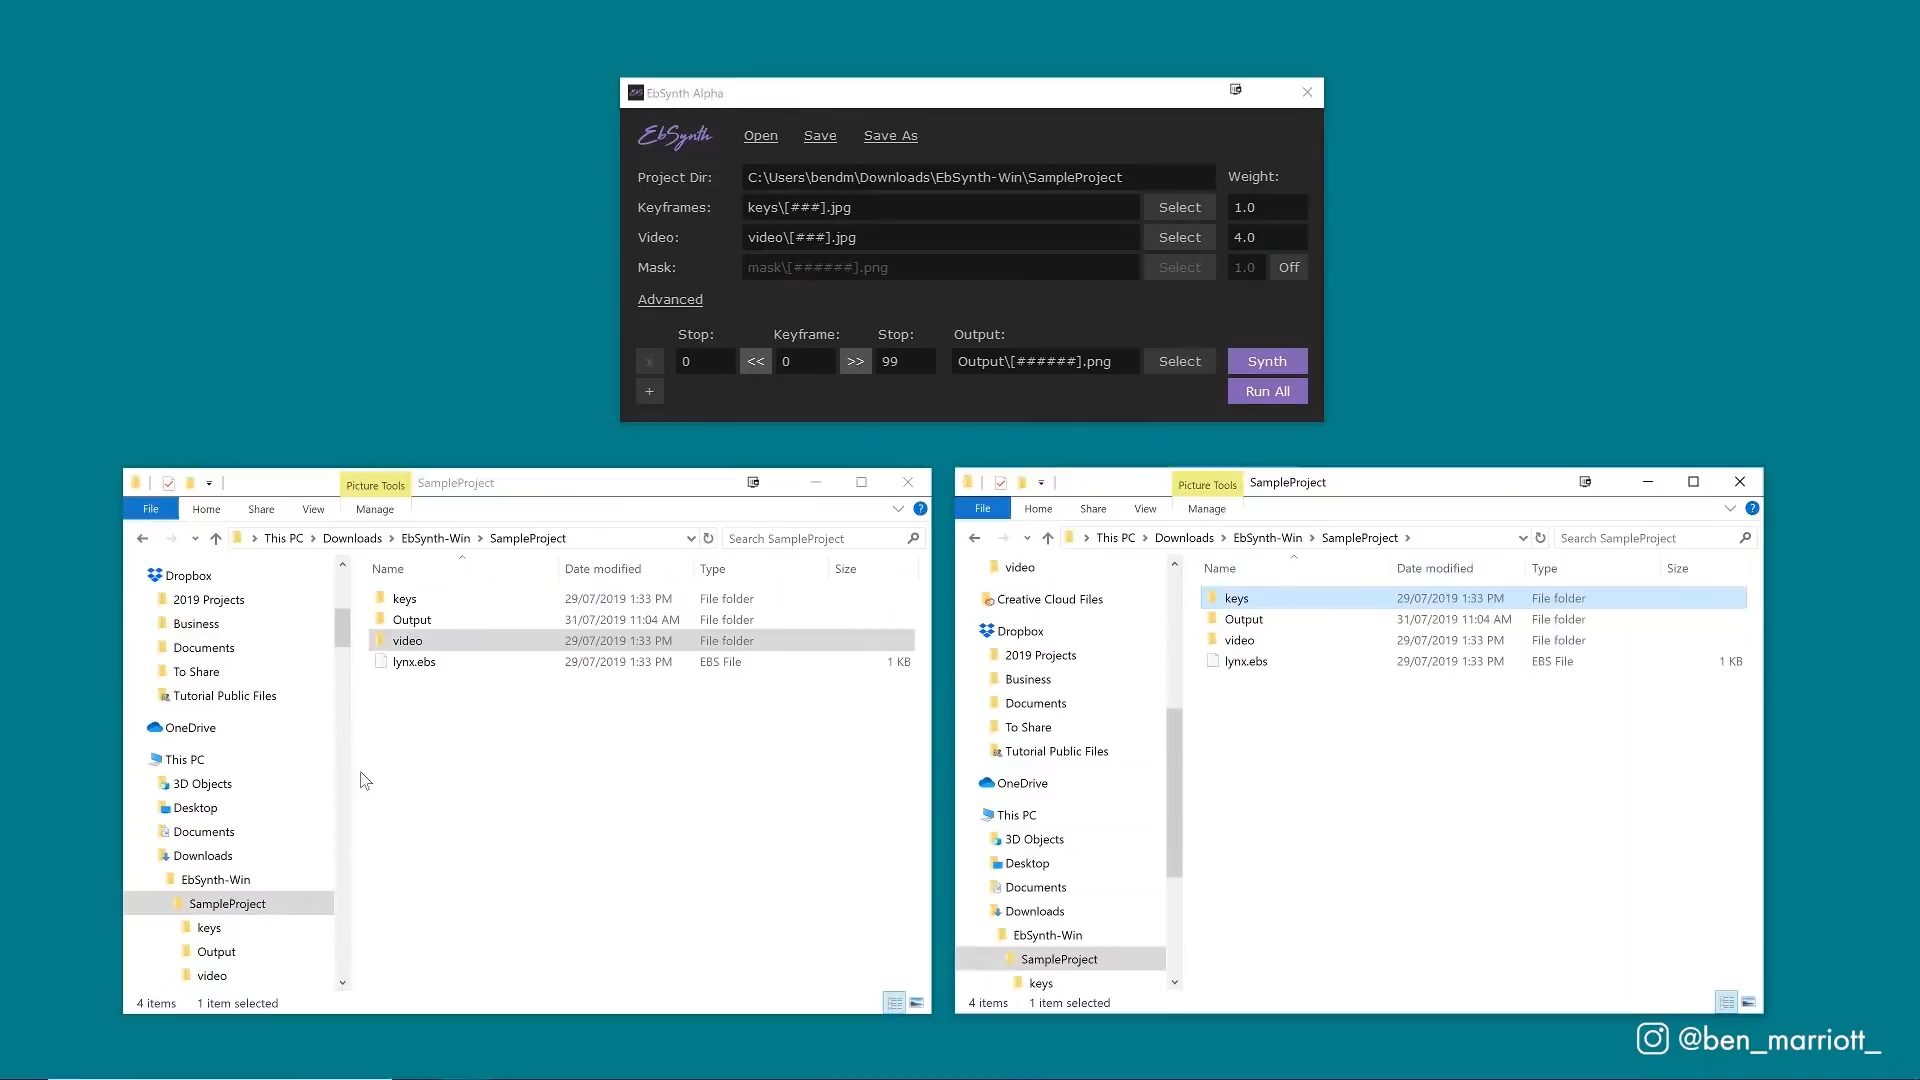 EbSynth Alpha
EbSynth Open Save Save As
Project Dir: C:\Users\bendm\Downloads\EbSynth-Win\SampleProject Weight:
Keyframes: keys\[###].jpg Select 1.0
Video: video\[###].jpg Select 4.0
Mask: mask\[######].png Select 1.0 Off
Advanced
Stop: Keyframe: Stop: Output:
x 0 << 0 >> 99 Output\[######].png Select Synth
+ Run All
Picture Tools SampleProject
File Home Share View Manage
This PC > Downloads > EbSynth-Win > SampleProject Search SampleProject
Name Date modified Type Size
keys 29/07/2019 1:33 PM File folder
Output 31/07/2019 11:04 AM File folder
video 29/07/2019 1:33 PM File folder
lynx.ebs 29/07/2019 1:33 PM EBS File 1 KB
Dropbox
2019 Projects
Business
Documents
To Share
Tutorial Public Files
OneDrive
This PC
3D Objects
Desktop
Documents
Downloads
EbSynth-Win
SampleProject
keys
Output
video
4 items 1 item selected
Picture Tools SampleProject
File Home Share View Manage
This PC > Downloads > EbSynth-Win > SampleProject > Search SampleProject
Name Date modified Type Size
keys 29/07/2019 1:33 PM File folder
Output 31/07/2019 11:04 AM File folder
video 29/07/2019 1:33 PM File folder
lynx.ebs 29/07/2019 1:33 PM EBS File 1 KB
video
Creative Cloud Files
Dropbox
2019 Projects
Business
Documents
To Share
Tutorial Public Files
OneDrive
This PC
3D Objects
Desktop
Documents
Downloads
EbSynth-Win
SampleProject
keys
4 items 1 item selected
@ben_marriott_